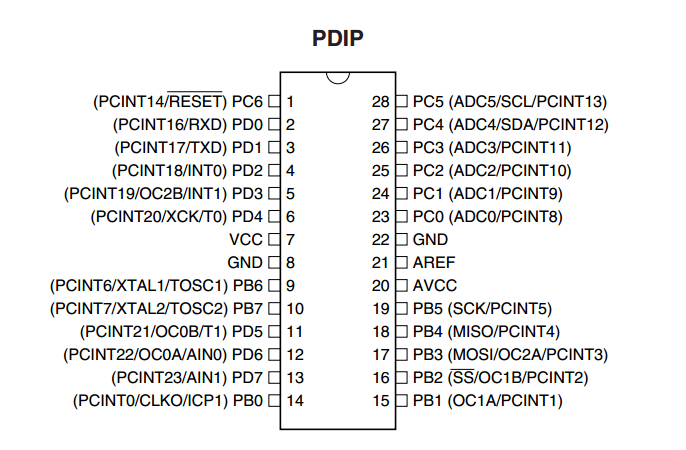 PDIP
(PCINT14/RESET) PC6 1 28 PC5 (ADC5/SCL/PCINT13)
(PCINT16/RXD) PD0 2 27 PC4 (ADC4/SDA/PCINT12)
(PCINT17/TXD) PD1 3 26 PC3 (ADC3/PCINT11)
(PCINT18/INT0) PD2 4 25 PC2 (ADC2/PCINT10)
(PCINT19/OC2B/INT1) PD3 5 24 PC1 (ADC1/PCINT9)
(PCINT20/XCK/T0) PD4 6 23 PC0 (ADC0/PCINT8)
VCC 7 22 GND
GND 8 21 AREF
(PCINT6/XTAL1/TOSC1) PB6 9 20 AVCC
(PCINT7/XTAL2/TOSC2) PB7 10 19 PB5 (SCK/PCINT5)
(PCINT21/OC0B/T1) PD5 11 18 PB4 (MISO/PCINT4)
(PCINT22/OC0A/AIN0) PD6 12 17 PB3 (MOSI/OC2A/PCINT3)
(PCINT23/AIN1) PD7 13 16 PB2 (SS/OC1B/PCINT2)
(PCINT0/CLKO/ICP1) PB0 14 15 PB1 (OC1A/PCINT1)